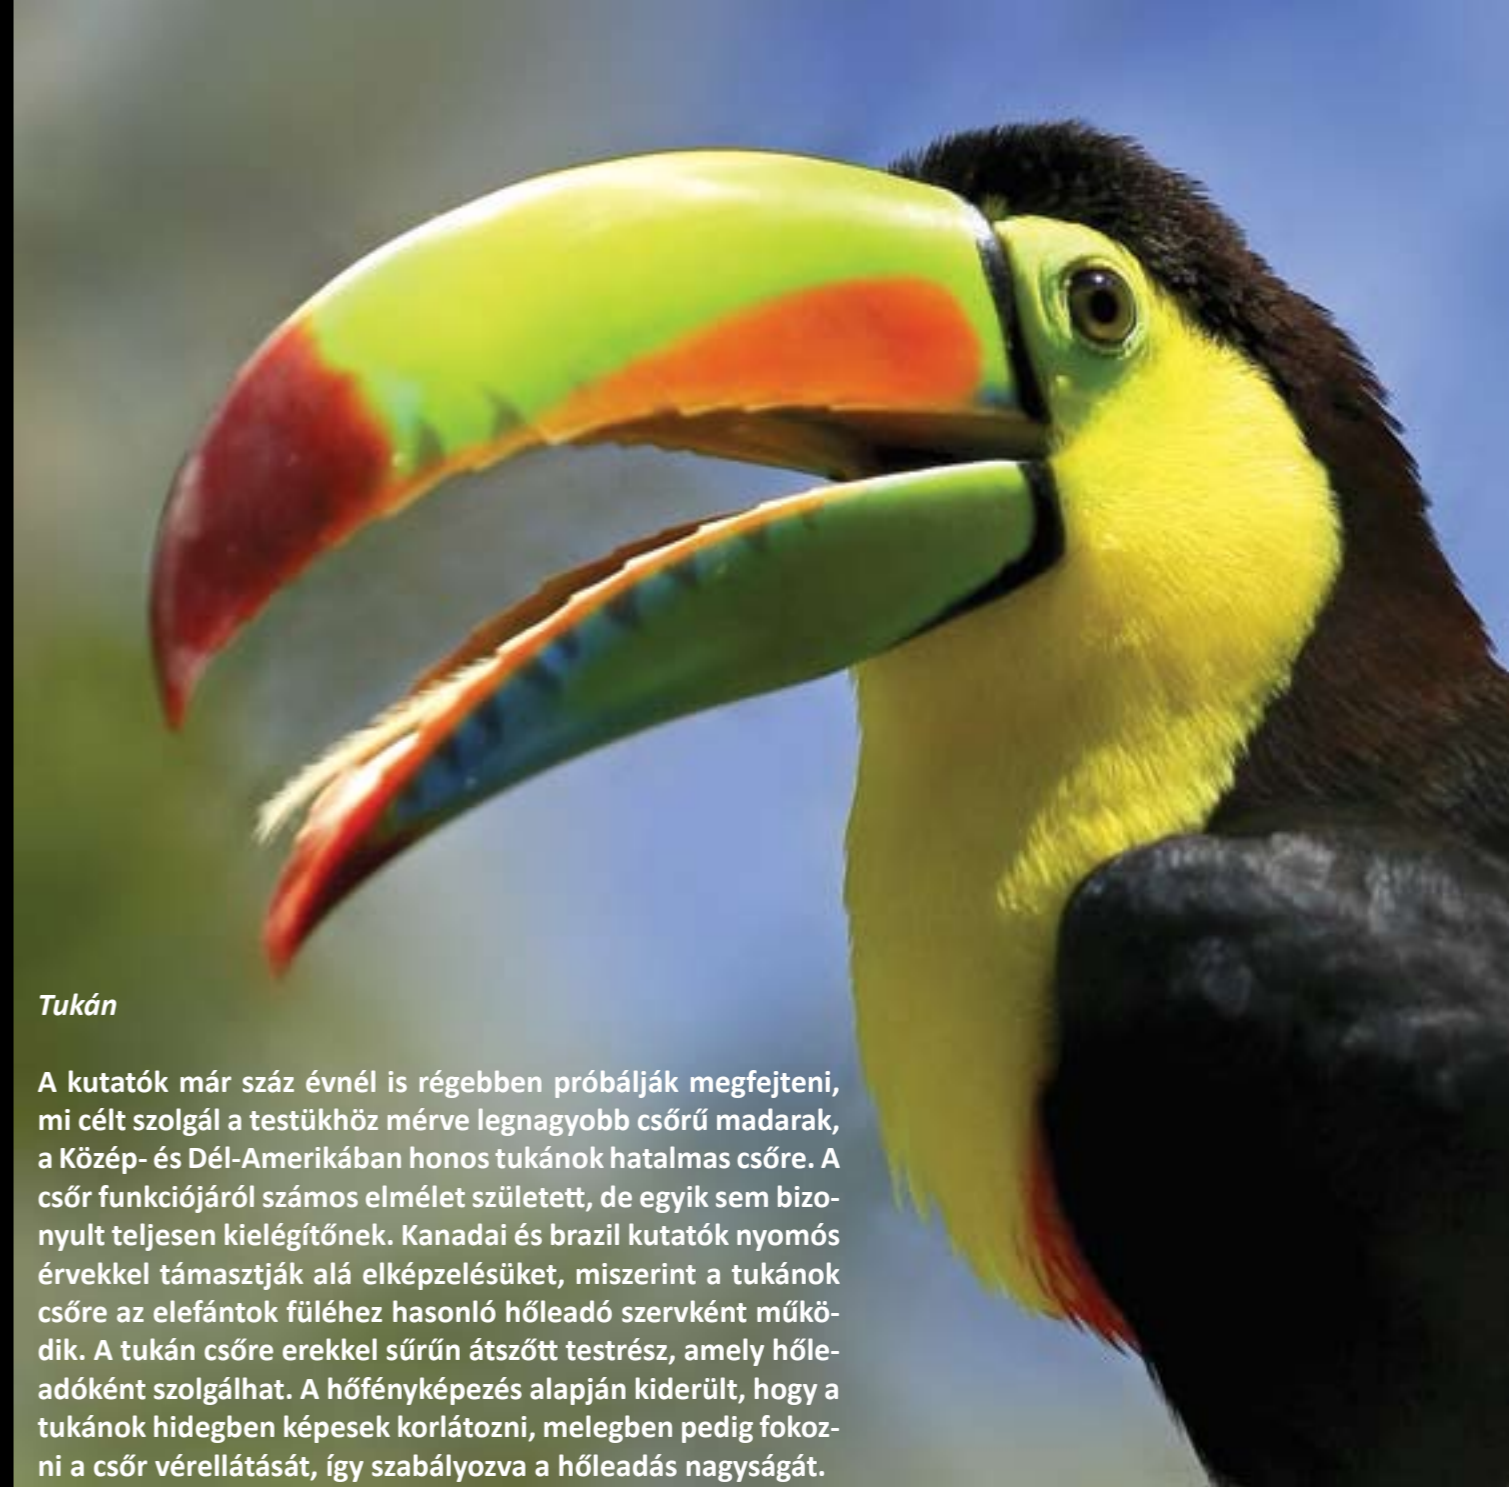 Tukán
A kutatók már száz évnél is régebben próbálják megfejteni,
mi célt szolgál a testükhöz mérve legnagyobb csőrű madarak,
a Közép- és Dél-Amerikában honos tukánok hatalmas csőre. A
csőr funkciójáról számos elmélet született, de egyik sem bizo-
nyult teljesen kielégítőnek. Kanadai és brazil kutatók nyomós
érvekkel támasztják alá elképzelésüket, miszerint a tukánok
csőre az elefántok füléhez hasonló hőleadó szervként műkö-
dik. A tukán csőre erekkel sűrűn átszőtt testrész, amely hőle-
adóként szolgálhat. A hőfényképezés alapján kiderült, hogy a
tukánok hidegben képesek korlátozni, melegben pedig fokoz-
ni a csőr vérellátását, így szabályozva a hőleadás nagyságát.